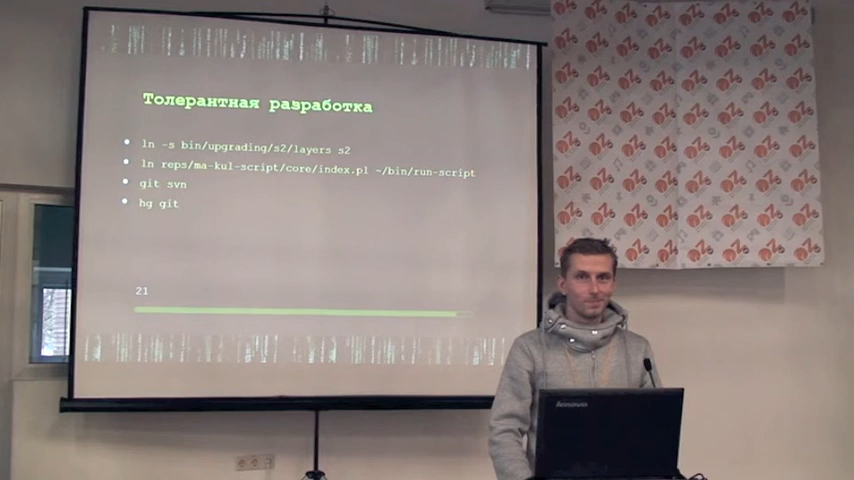 Толерантная разработка
ln -s bin/upgrading/s2/layers s2
ln reps/ma-kul-script/core/index.pl ~/bin/run-script
git svn
hg git
21
lenovo